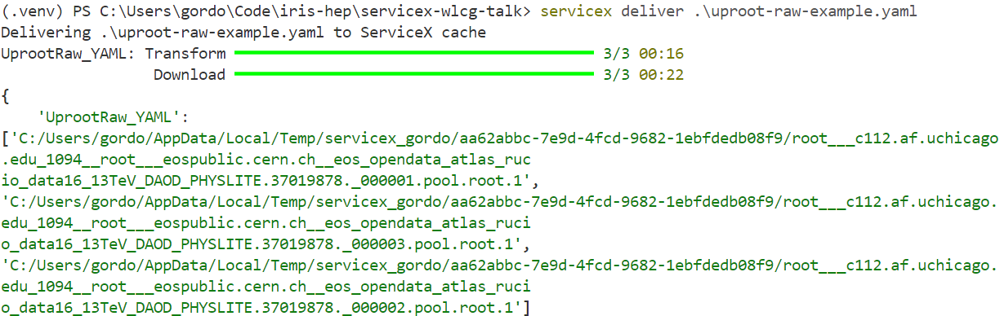 (.venv) PS C:\Users\gordo\Code\iris-hep\servicex-wlcg-talk> servicex deliver .\uproot-raw-example.yaml
Delivering .\uproot-raw-example.yaml to ServiceX cache
UprootRaw_YAML: Transform 3/3 00:16
Download 3/3 00:22
{
'UprootRaw_YAML':
['C:/Users/gordo/AppData/Local/Temp/servicex_gordo/aa62abbc-7e9d-4fcd-9682-1ebfdedb08f9/root___c112.af.uchicago
.edu_1094__root___eospublic.cern.ch__eos_opendata_atlas_ruc
io_data16_13TeV_DAOD_PHYSLITE.37019878._000001.pool.root.1',
'C:/Users/gordo/AppData/Local/Temp/servicex_gordo/aa62abbc-7e9d-4fcd-9682-1ebfdedb08f9/root___c112.af.uchicago.
edu_1094__root___eospublic.cern.ch__eos_opendata_atlas_ruci
o_data16_13TeV_DAOD_PHYSLITE.37019878._000003.pool.root.1',
'C:/Users/gordo/AppData/Local/Temp/servicex_gordo/aa62abbc-7e9d-4fcd-9682-1ebfdedb08f9/root___c112.af.uchicago.
edu_1094__root___eospublic.cern.ch__eos_opendata_atlas_ruci
o_data16_13TeV_DAOD_PHYSLITE.37019878._000002.pool.root.1']